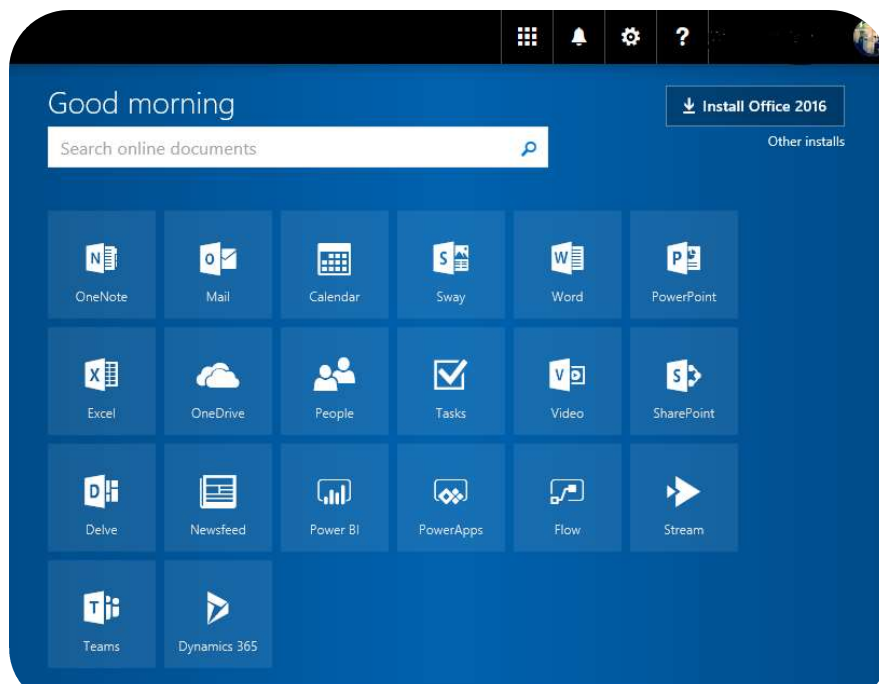 ?
Good morning
Install Office 2016
Search online documents
Other installs
N O S W P
OneNote Mail Calendar Sway Word PowerPoint
X V S
Excel OneDrive People Tasks Video SharePoint
D
Delve Newsfeed Power BI PowerApps Flow Stream
T
Teams Dynamics 365